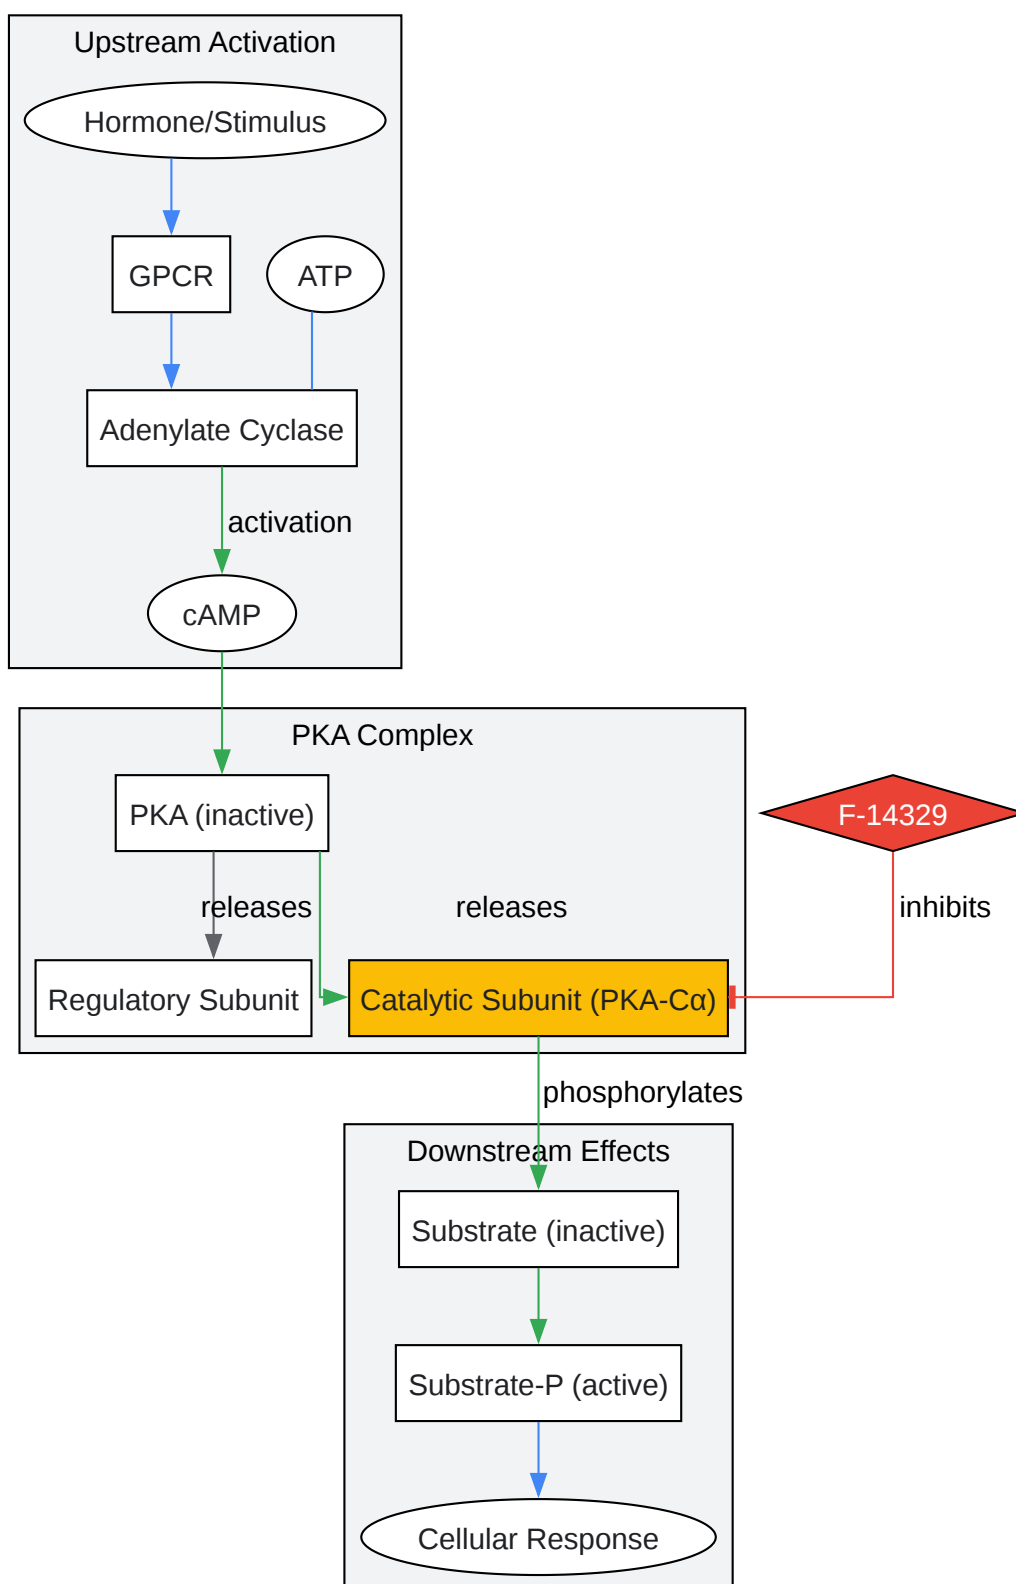 Upstream Activation
Hormone/Stimulus
GPCR
ATP
Adenylate Cyclase
activation
cAMP
PKA Complex
PKA (inactive)
F-14329
releases
releases
inhibits
Regulatory Subunit
Catalytic Subunit (PKA-Cα)
phosphorylates
Downstream Effects
Substrate (inactive)
Substrate-P (active)
Cellular Response